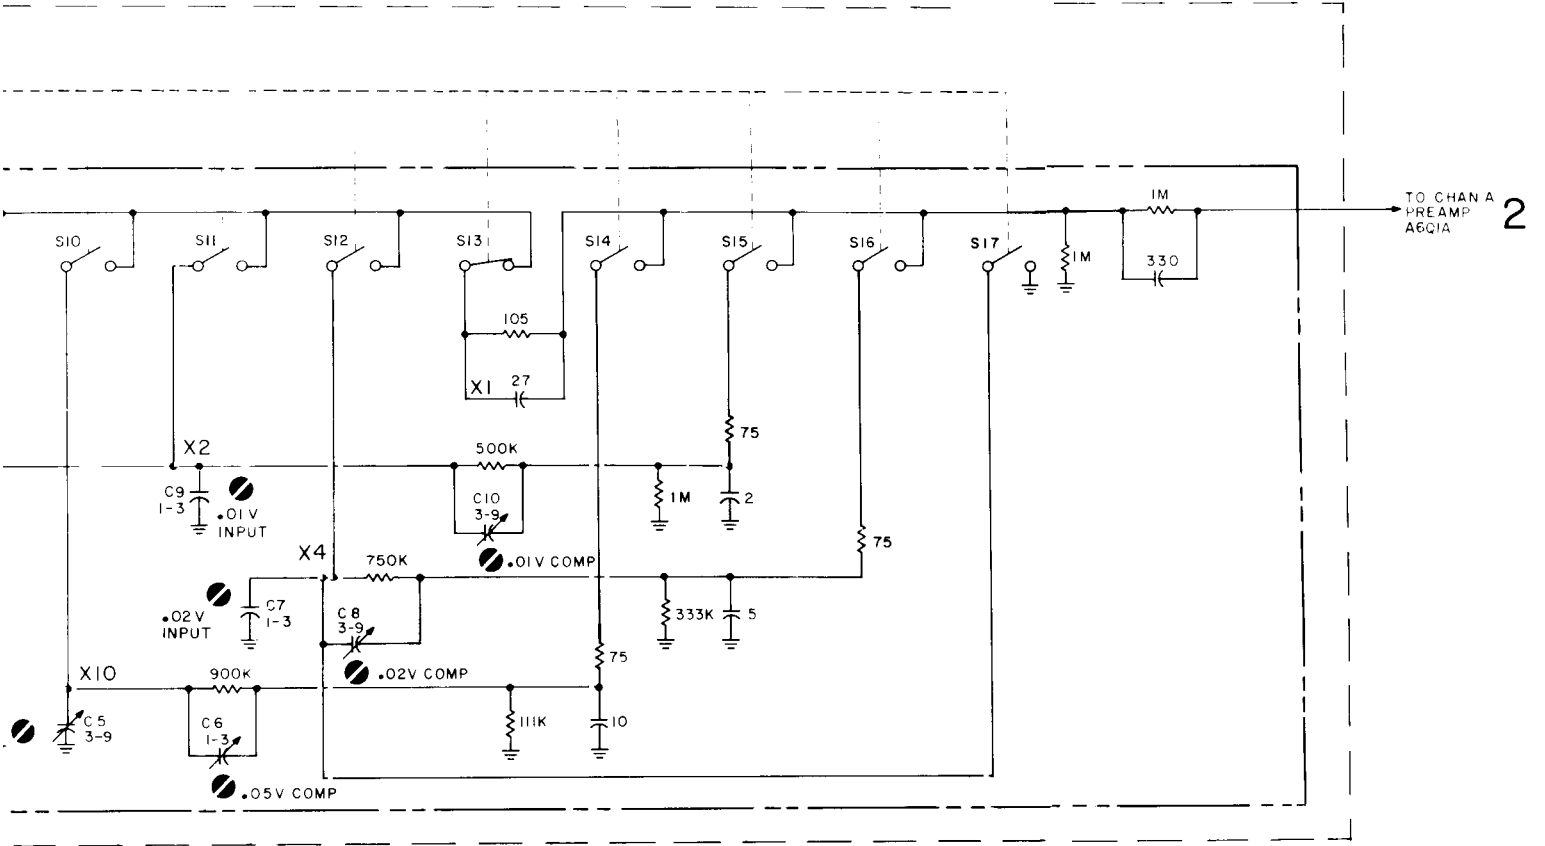 1M
TO CHAN A
PREAMP
A6Q1A
2
S10
S11
S12
S13
S14
S15
S16
S17
1M
330
105
X1
27
75
X2
500K
C9
1-3
.01V
INPUT
C10
3-9
1M
2
75
X4
750K
.01V COMP
.02V
INPUT
C7
1-3
C8
3-9
333K
5
75
.02V COMP
X10
900K
C5
3-9
C6
1-3
111K
10
.05V COMP